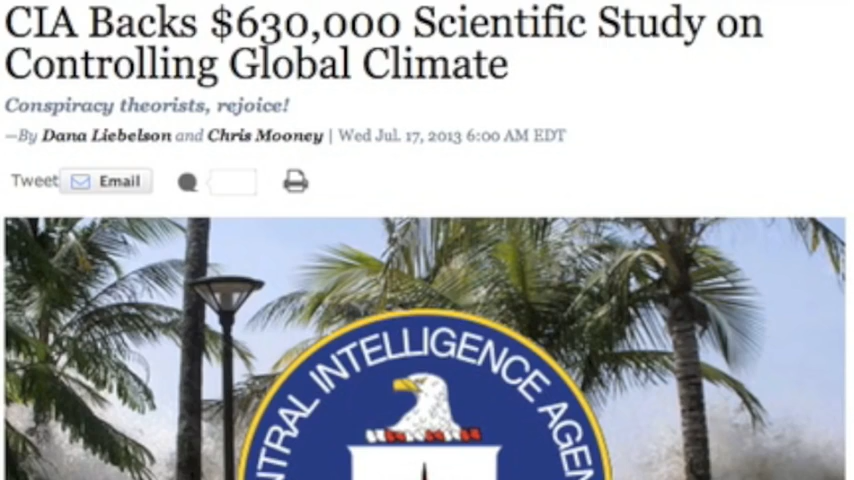 CIA Backs $630,000 Scientific Study on
Controlling Global Climate
Conspiracy theorists, rejoice!
—By Dana Liebelson and Chris Mooney | Wed Jul. 17, 2013 6:00 AM EDT
Tweet Email
NTRAL INTELLIGENCE AGEN